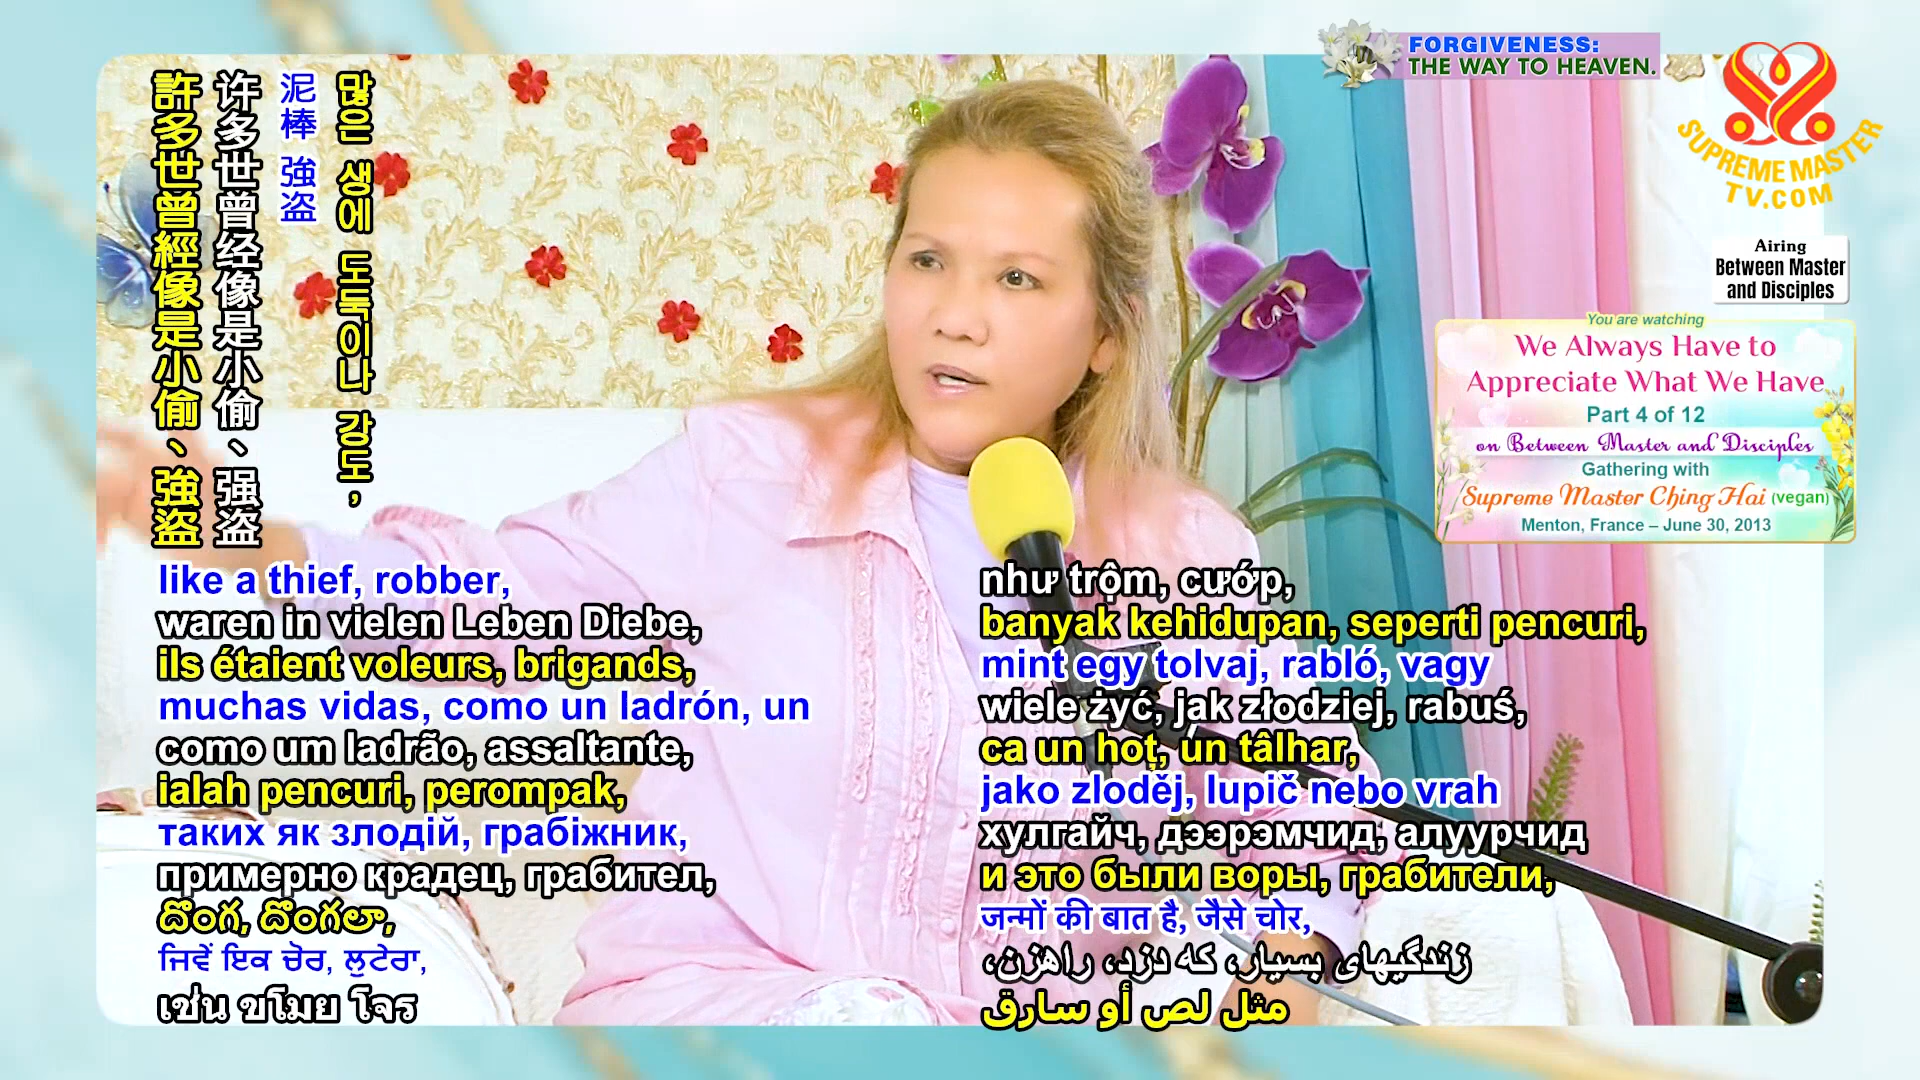 許多世曾經像是小偷、強盜
许多世曾经像是小偷、强盗
泥棒 強盗
많은 생에 도둑이나 강도,
like a thief, robber,
waren in vielen Leben Diebe,
ils étaient voleurs, brigands,
muchas vidas, como un ladrón, un
como um ladrão, assaltante,
ialah pencuri, perompak,
таких як злодій, грабіжник,
примерно крадец, грабител,
దొంగ, దొంగలా,
ਜਿਵੇਂ ਇਕ ਚੋਰ, ਲੁਟੇਰਾ,
เช่น ขโมย โจร
như trộm, cướp,
banyak kehidupan, seperti pencuri,
mint egy tolvaj, rabló, vagy
wiele żyć, jak złodziej, rabuś,
ca un hoț, un tâlhar,
jako zloděj, lupič nebo vrah
хулгайч, дээрэмчид, алуурчид
и это были воры, грабители,
जन्मों की बात है, जैसे चोर,
زندگیهای بسیار، که دزد، راهزن،
مثل لص أو سارق
FORGIVENESS:
THE WAY TO HEAVEN.
SUPREME MASTER
TV.COM
Airing
Between Master
and Disciples
You are watching
We Always Have to
Appreciate What We Have
Part 4 of 12
on Between Master and Disciples
Gathering with
Supreme Master Ching Hai (vegan)
Menton, France – June 30, 2013